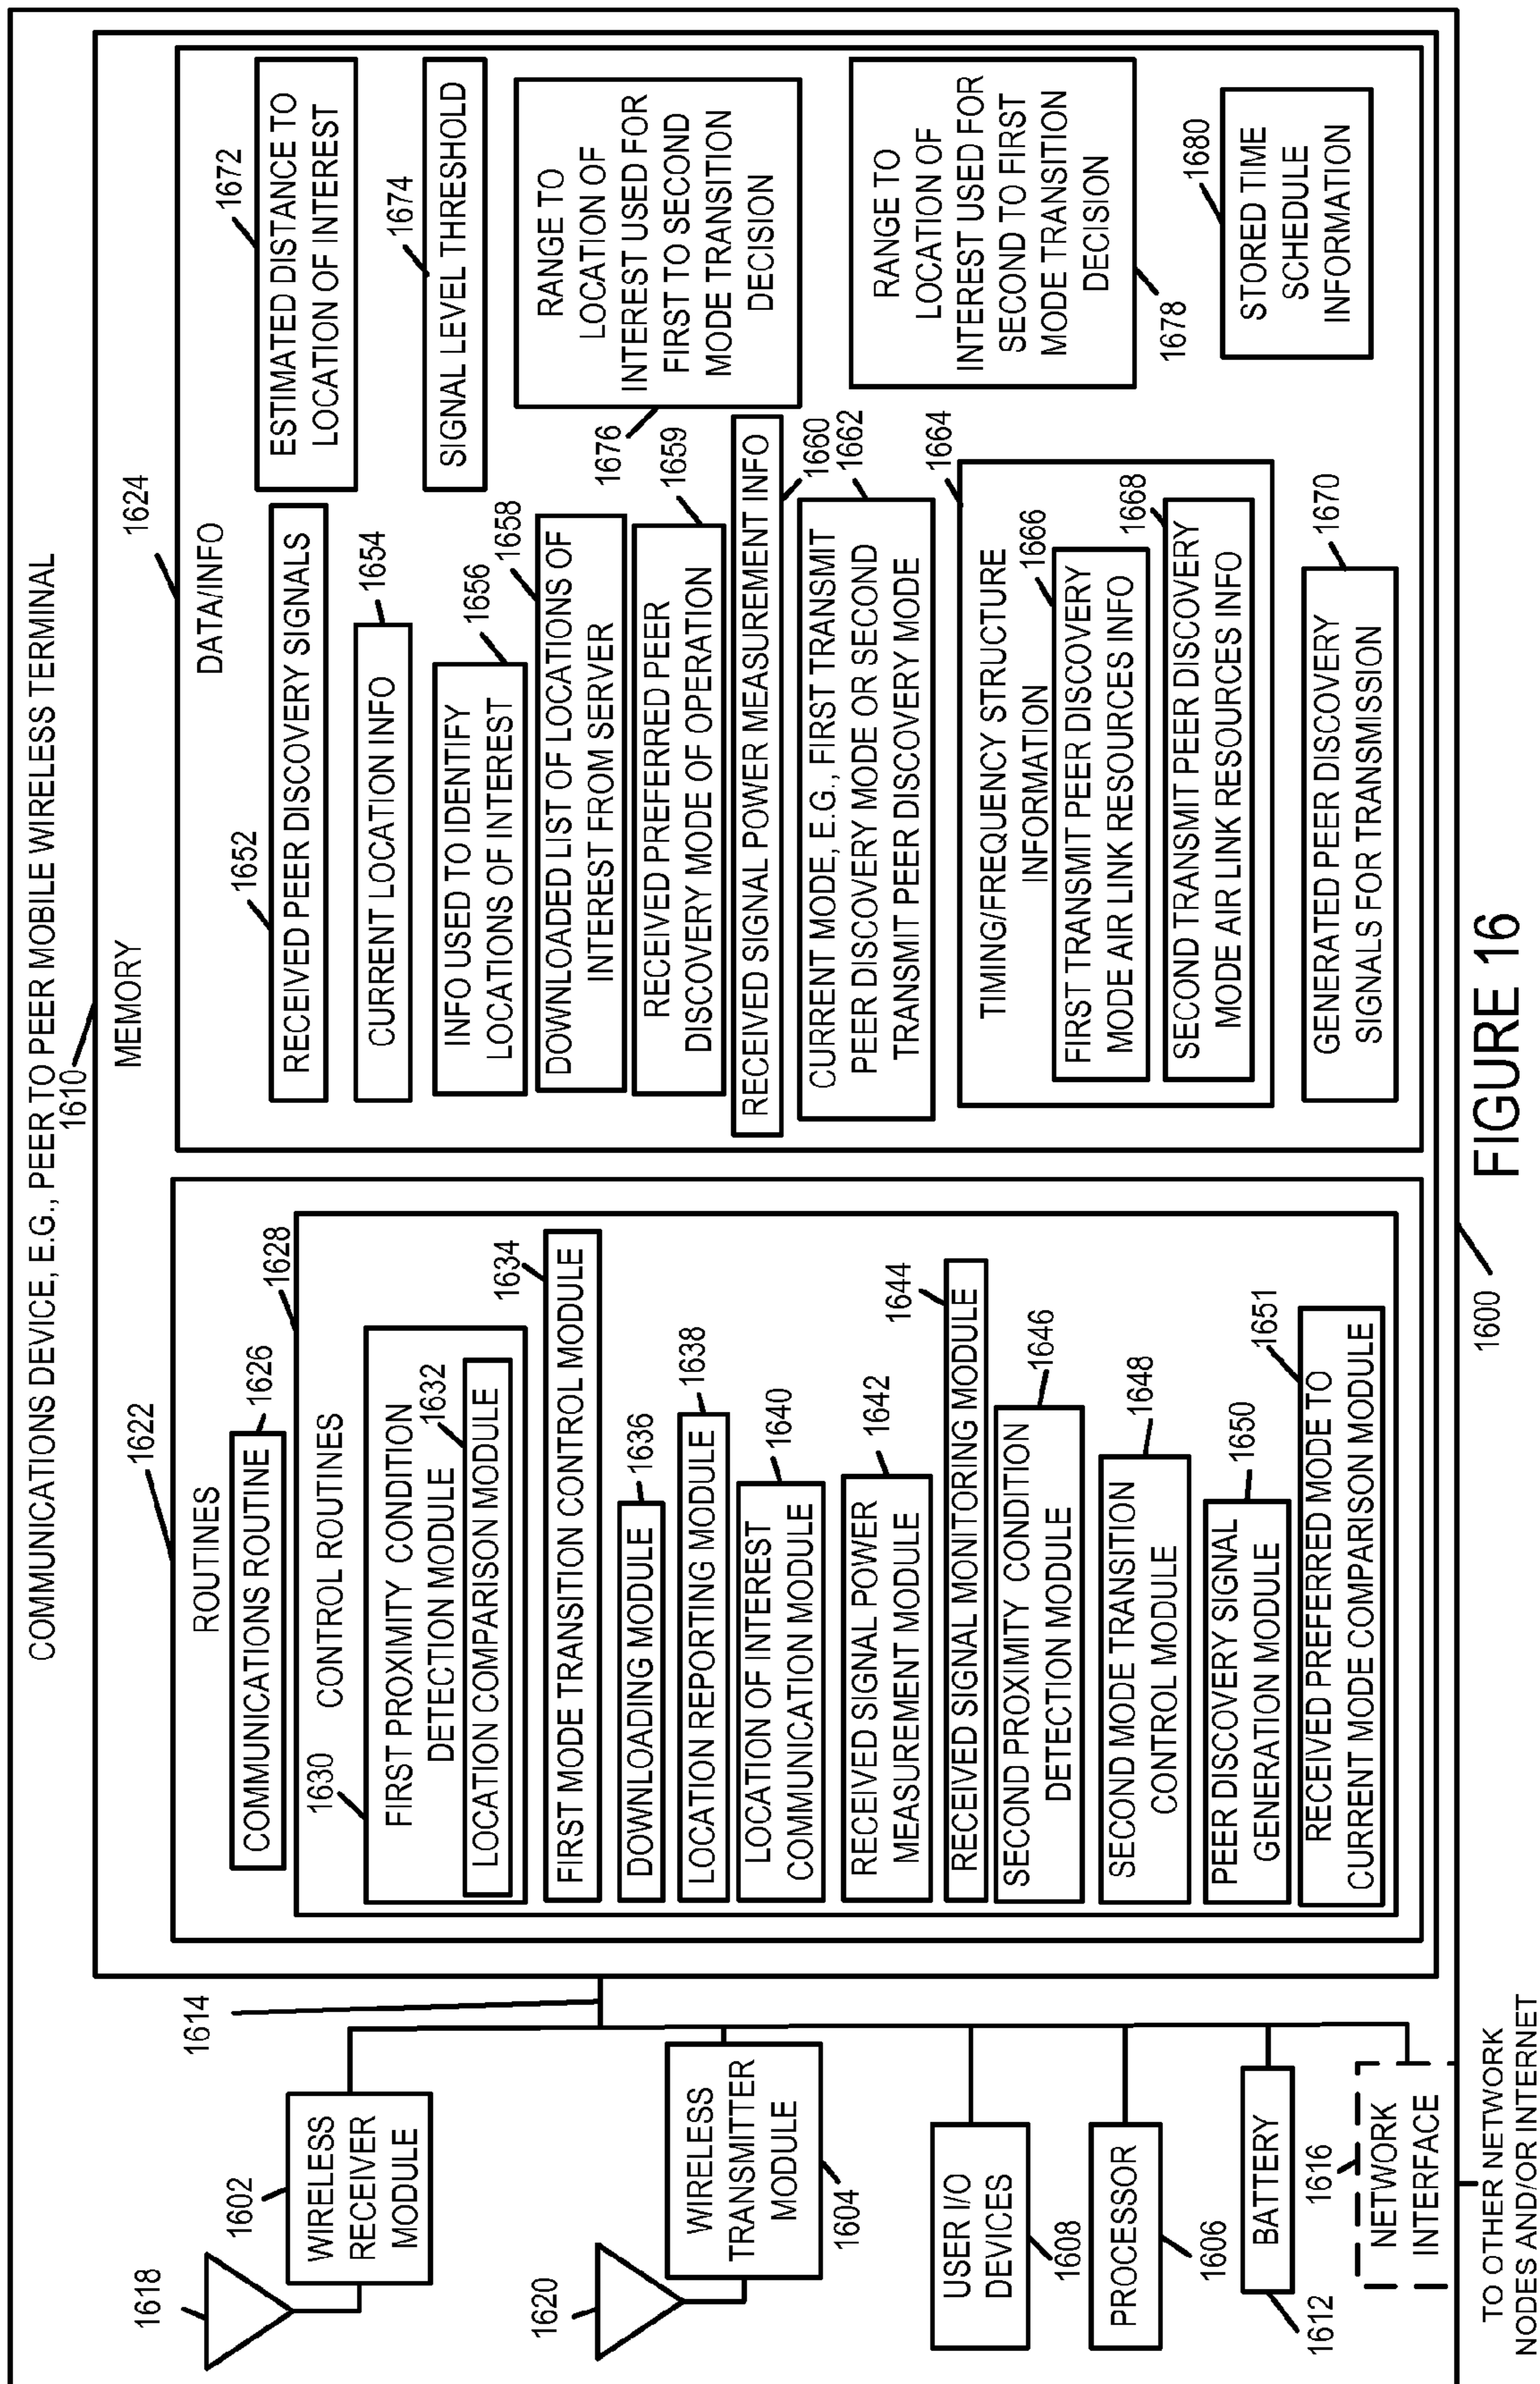 COMMUNICATIONS DEVICE, E.G., PEER TO PEER MOBILE WIRELESS TERMINAL
1610
MEMORY
1618
1602
WIRELESS
RECEIVER
MODULE
1614
1620
WIRELESS
TRANSMITTER
MODULE
1604
USER I/O
DEVICES
1608
PROCESSOR
1606
BATTERY
1612
1616
NETWORK
INTERFACE
TO OTHER NETWORK
NODES AND/OR INTERNET
1622
ROUTINES
COMMUNICATIONS ROUTINE
1626
1628
CONTROL ROUTINES
1630
FIRST PROXIMITY CONDITION
DETECTION MODULE
1632
LOCATION COMPARISON MODULE
1634
FIRST MODE TRANSITION CONTROL MODULE
DOWNLOADING MODULE
1636
LOCATION REPORTING MODULE
1638
LOCATION OF INTEREST
COMMUNICATION MODULE
1640
RECEIVED SIGNAL POWER
MEASUREMENT MODULE
1642
RECEIVED SIGNAL MONITORING MODULE
1644
SECOND PROXIMITY CONDITION
DETECTION MODULE
1646
SECOND MODE TRANSITION
CONTROL MODULE
1648
PEER DISCOVERY SIGNAL
GENERATION MODULE
1650
RECEIVED PREFERRED MODE TO
CURRENT MODE COMPARISON MODULE
1651
1624
DATA/INFO
1652
RECEIVED PEER DISCOVERY SIGNALS
CURRENT LOCATION INFO
1654
INFO USED TO IDENTIFY
LOCATIONS OF INTEREST
1656
DOWNLOADED LIST OF LOCATIONS OF
INTEREST FROM SERVER
1658
RECEIVED PREFERRED PEER
DISCOVERY MODE OF OPERATION
1659
RECEIVED SIGNAL POWER MEASUREMENT INFO
1660
CURRENT MODE, E.G., FIRST TRANSMIT
PEER DISCOVERY MODE OR SECOND
TRANSMIT PEER DISCOVERY MODE
1662
1664
TIMING/FREQUENCY STRUCTURE
INFORMATION
1666
FIRST TRANSMIT PEER DISCOVERY
MODE AIR LINK RESOURCES INFO
1668
SECOND TRANSMIT PEER DISCOVERY
MODE AIR LINK RESOURCES INFO
GENERATED PEER DISCOVERY
SIGNALS FOR TRANSMISSION
1670
1672
ESTIMATED DISTANCE TO
LOCATION OF INTEREST
1674
SIGNAL LEVEL THRESHOLD
RANGE TO
LOCATION OF
INTEREST USED FOR
FIRST TO SECOND
MODE TRANSITION
DECISION
1676
RANGE TO
LOCATION OF
INTEREST USED FOR
SECOND TO FIRST
MODE TRANSITION
DECISION
1678
1680
STORED TIME
SCHEDULE
INFORMATION
1600
FIGURE 16